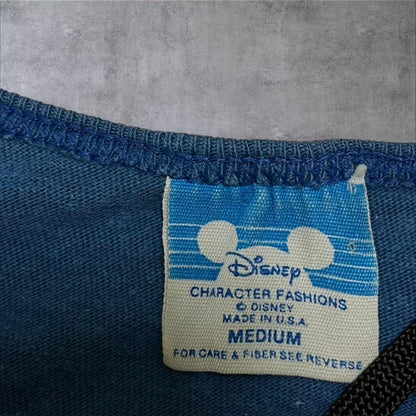 Disney
CHARACTER FASHIONS
© DISNEY
MADE IN U.S.A.
MEDIUM
FOR CARE & FIBER SEE REVERSE